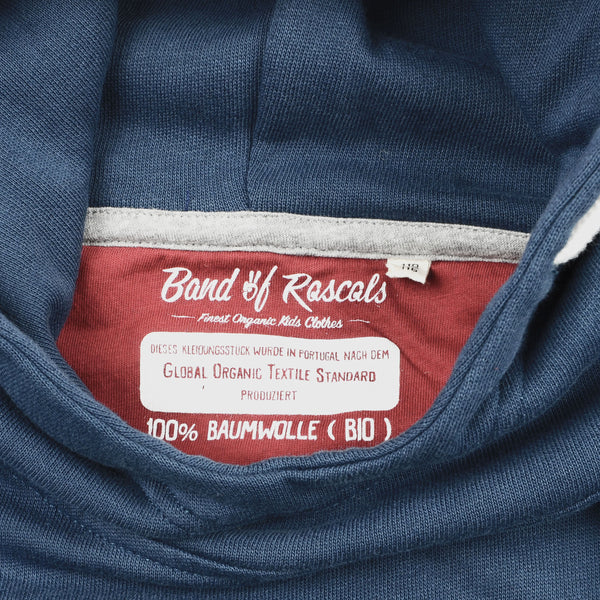 Band of Rascals
Finest Organic Kids Clothes
DIESES KLEIDUNGSSTÜCK WURDE IN PORTUGAL NACH DEM
GLOBAL ORGANIC TEXTILE STANDARD
PRODUZIERT
100% BAUMWOLLE ( BIO )